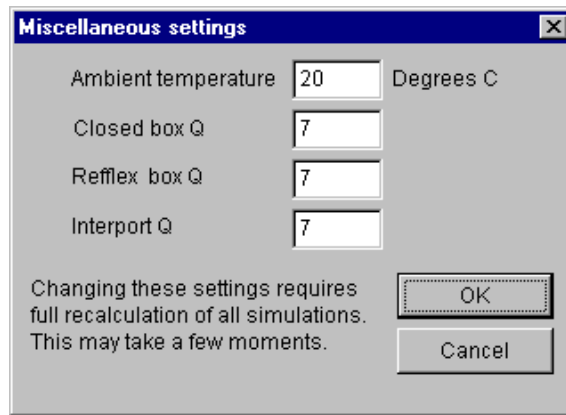 Miscellaneous settings
Ambient temperature 20 Degrees C
Closed box Q 7
Refflex box Q 7
Interport Q 7
Changing these settings requires
full recalculation of all simulations.
This may take a few moments.
OK
Cancel